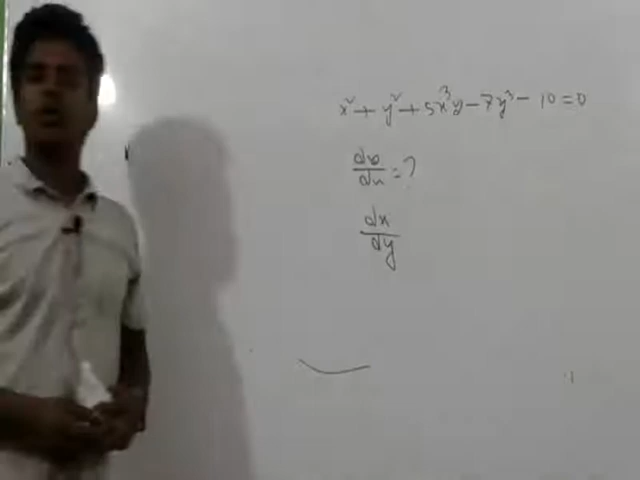 x² + y² + 5x³y - 7y³ - 10 = 0
dy/dx = ?
dx/dy